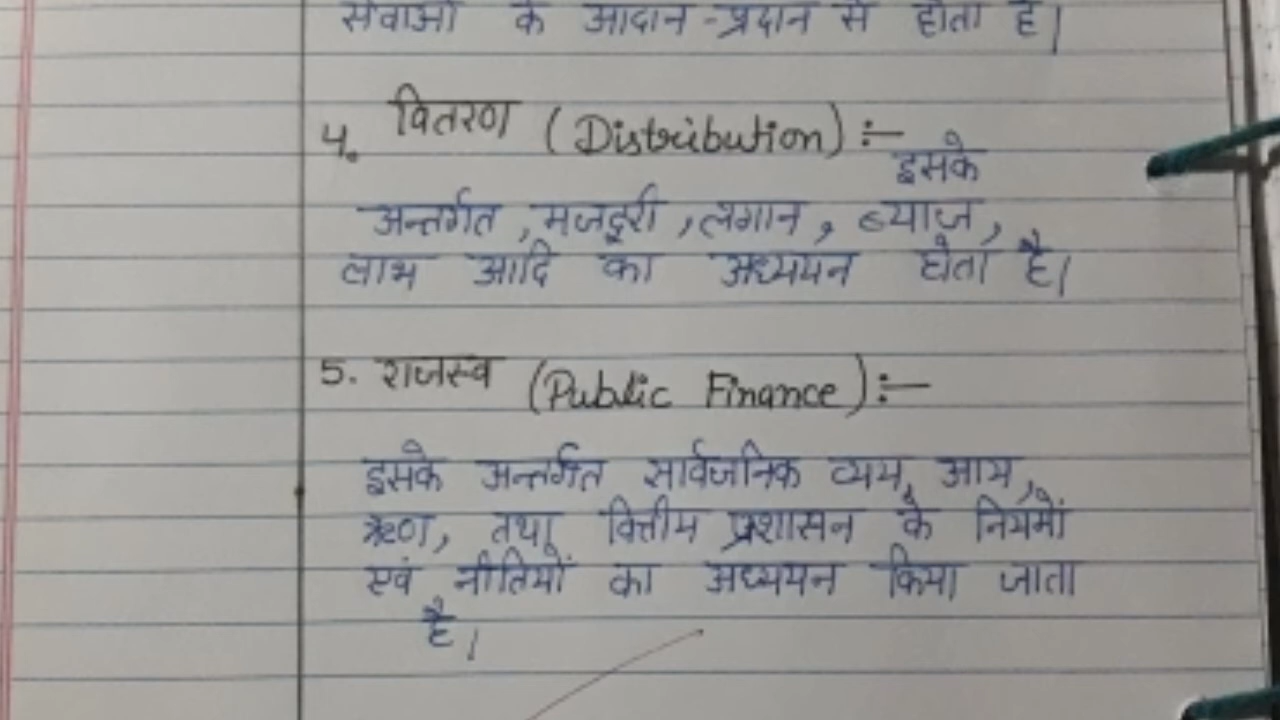 सेवाओं के आदान-प्रदान से होता है।
4. वितरण (Distribution) :-
इसके
अन्तर्गत, मजदूरी, लगान, ब्याज,
लाभ आदि का अध्ययन होता है।
5. राजस्व (Public Finance) :-
इसके अन्तर्गत सार्वजनिक व्यय, आय,
ऋण, तथा वित्तीय प्रशासन के नियमों
एवं नीतियों का अध्ययन किया जाता
है।